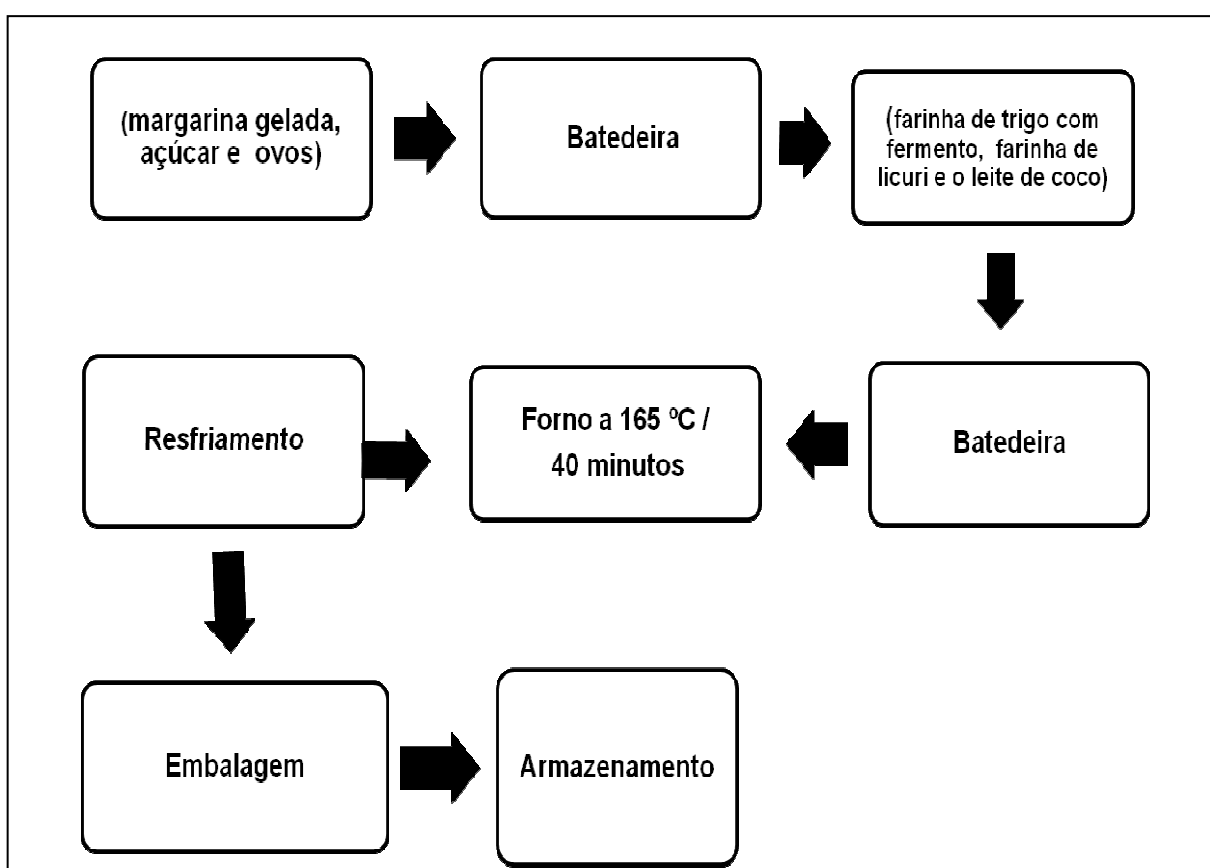 (margarina gelada,
açúcar e ovos)
Batedeira
(farinha de trigo com
fermento, farinha de
licuri e o leite de coco)
Batedeira
Forno a 165 ºC /
40 minutos
Resfriamento
Embalagem
Armazenamento